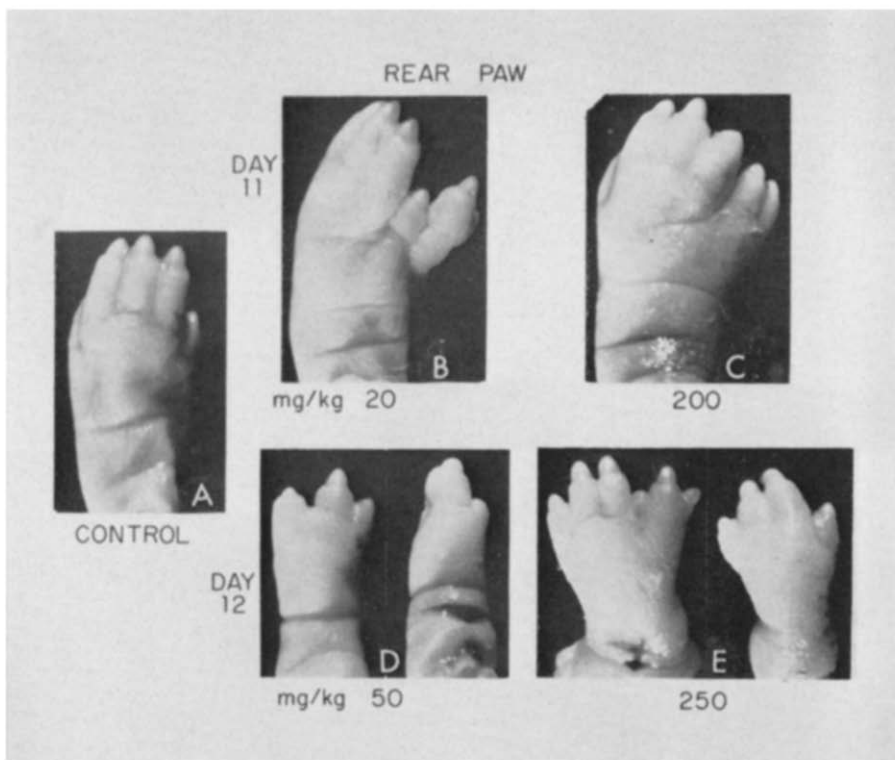 REAR PAW
DAY
11
B
C
mg/kg 20
200
A
CONTROL
DAY
12
D
E
mg/kg 50
250